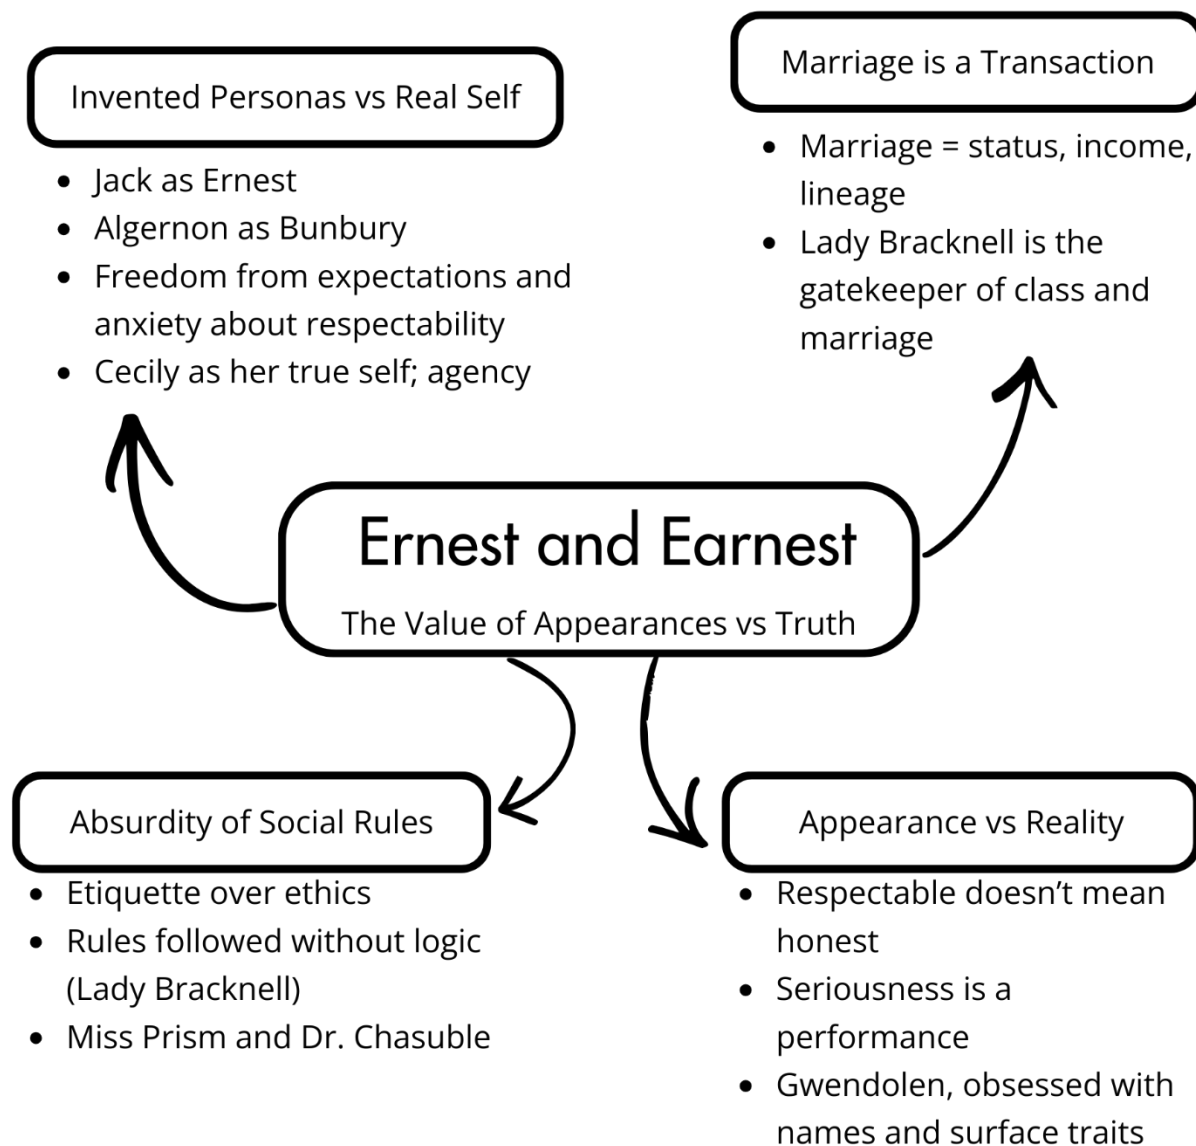 Invented Personas vs Real Self
• Jack as Ernest
• Algernon as Bunbury
• Freedom from expectations and
anxiety about respectability
• Cecily as her true self; agency
Marriage is a Transaction
• Marriage = status, income,
lineage
• Lady Bracknell is the
gatekeeper of class and
marriage
Ernest and Earnest
The Value of Appearances vs Truth
Absurdity of Social Rules
• Etiquette over ethics
• Rules followed without logic
(Lady Bracknell)
• Miss Prism and Dr. Chasuble
Appearance vs Reality
• Respectable doesn’t mean
honest
• Seriousness is a
performance
• Gwendolen, obsessed with
names and surface traits